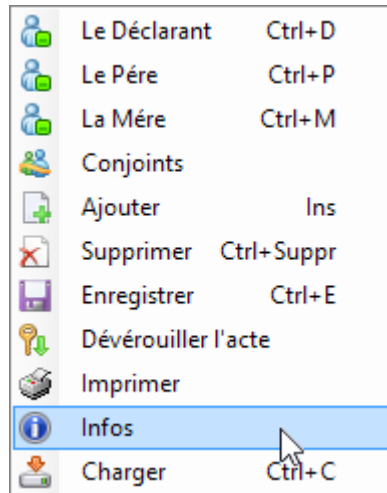 Le Déclarant Ctrl+D
Le Pére Ctrl+P
La Mére Ctrl+M
Conjoints
Ajouter Ins
Supprimer Ctrl+Suppr
Enregistrer Ctrl+E
Dévérouiller l'acte
Imprimer
Infos
Charger Ctrl+C